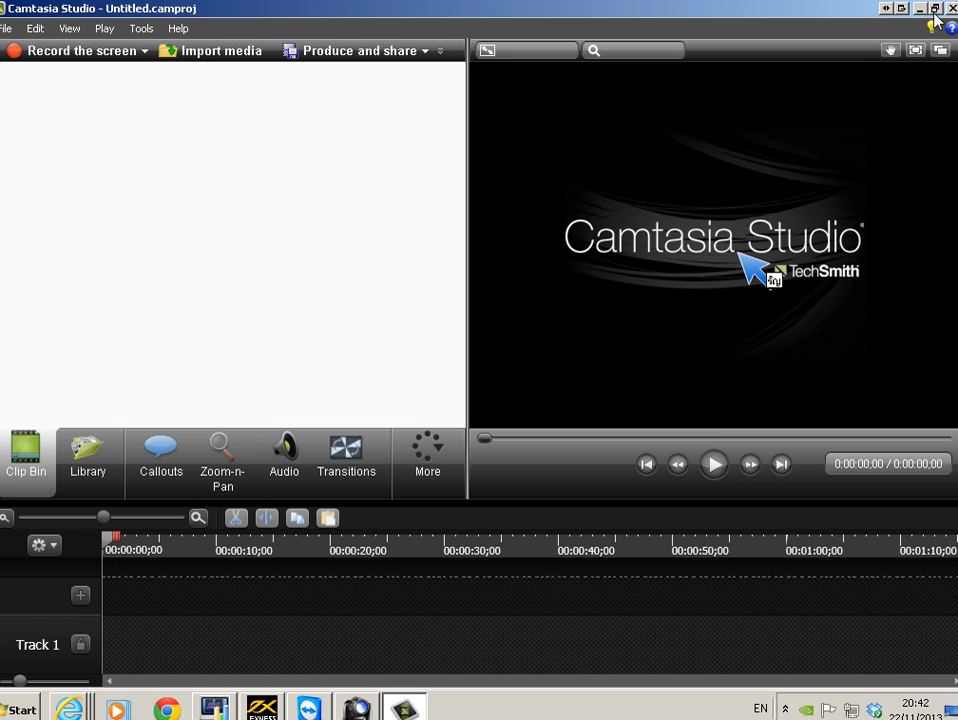 Camtasia Studio - Untitled.camproj
File Edit View Play Tools Help
Record the screen Import media Produce and share
Camtasia Studio
TechSmith
Clip Bin Library Callouts Zoom-n-Pan Audio Transitions More
0:00:00;00 / 0:00:00;00
00:00:00;00 00:00:10;00 00:00:20;00 00:00:30;00 00:00:40;00 00:00:50;00 00:01:00;00 00:01:10;00
Track 1
Start EXNESS EN 20:42
22/11/2013